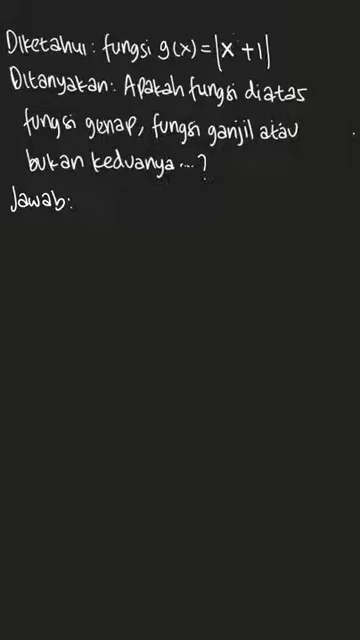 Diketahui: fungsi g(x) = |x + 1|
Ditanyakan: Apakah fungsi diatas
fungsi genap, fungsi ganjil atau
bukan keduanya ...?
Jawab: